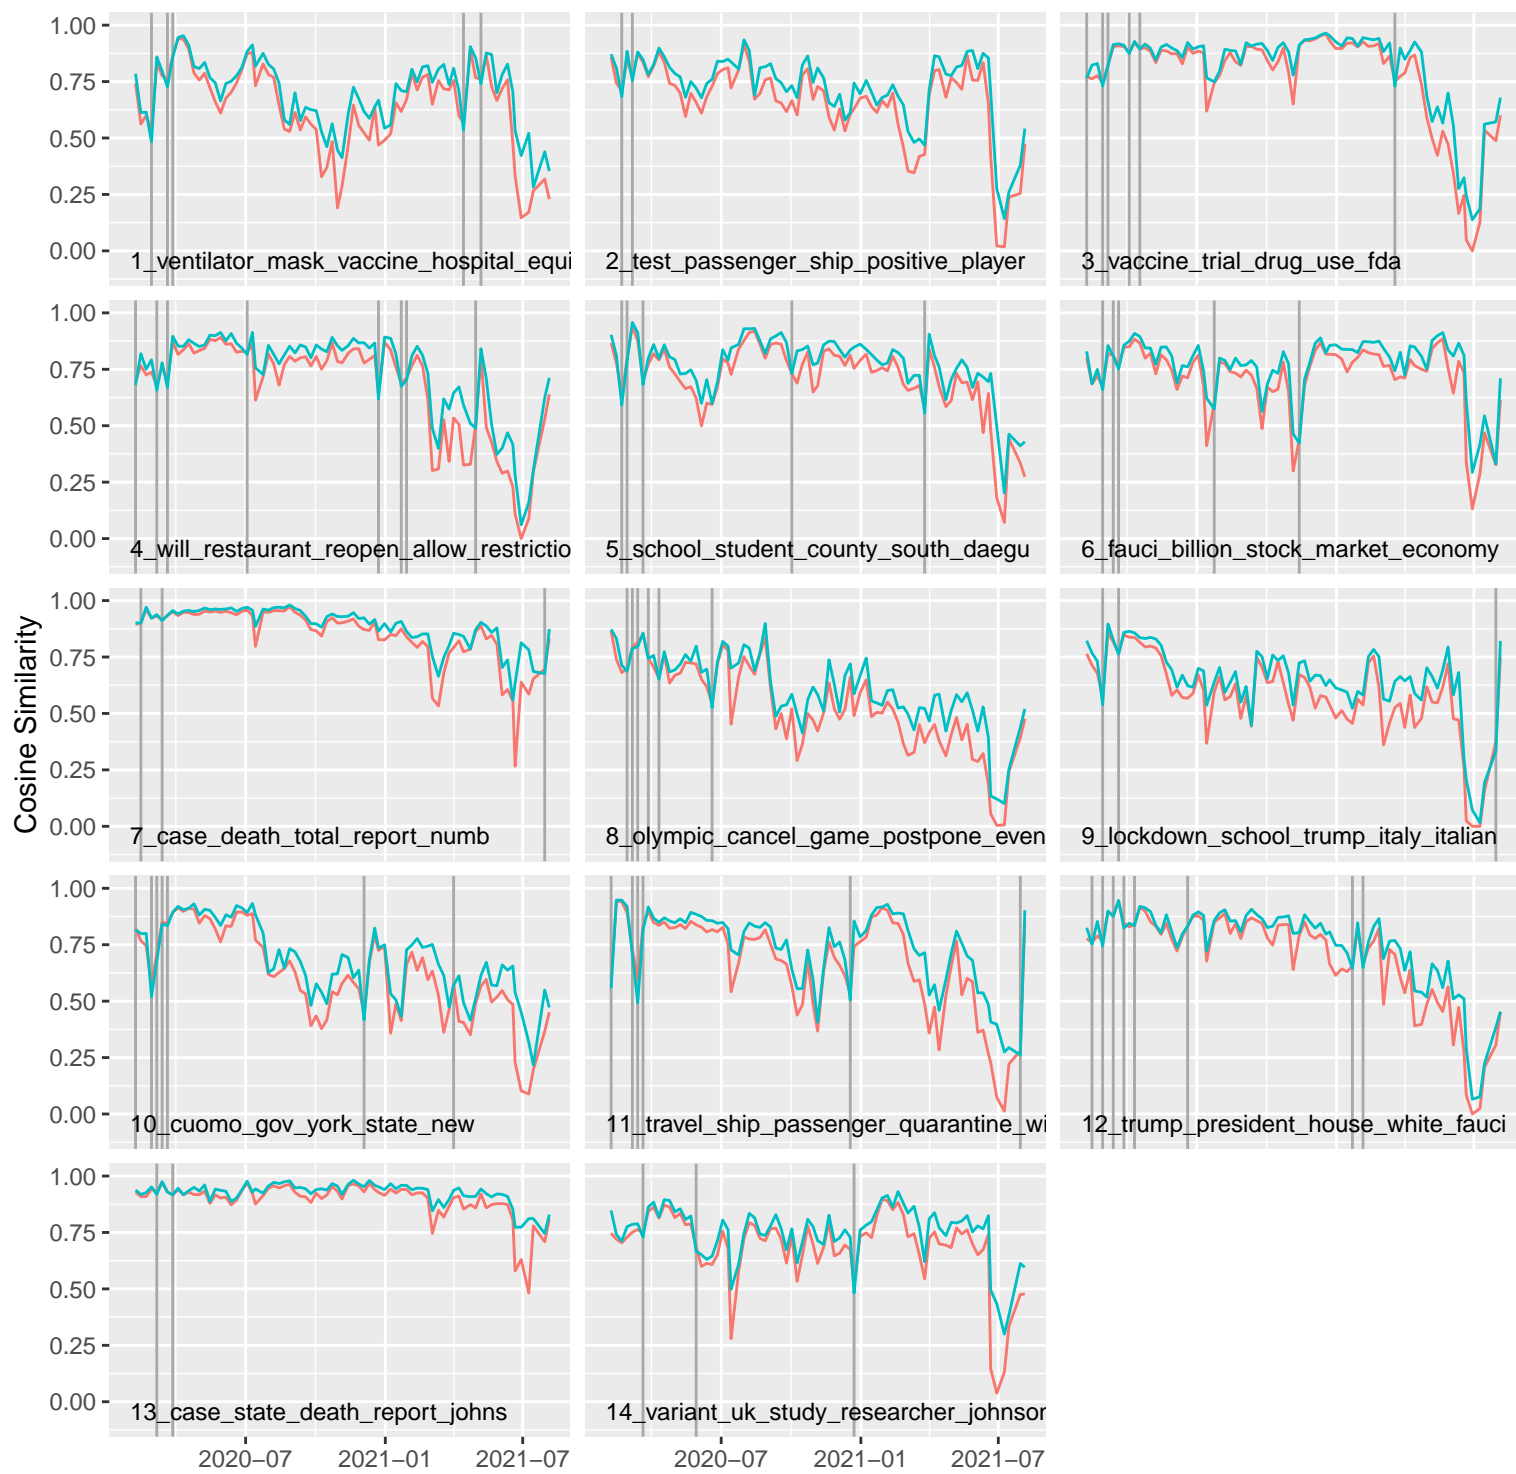 1.00
0.75
0.50
0.25
0.00
1_ventilator_mask_vaccine_hospital_equi
2_test_passenger_ship_positive_player
3_vaccine_trial_drug_use_fda
1.00
0.75
0.50
0.25
0.00
4_will_restaurant_reopen_allow_restrictio
5_school_student_county_south_daegu
6_fauci_billion_stock_market_economy
Cosine Similarity
1.00
0.75
0.50
0.25
0.00
7_case_death_total_report_numb
8_olympic_cancel_game_postpone_even
9_lockdown_school_trump_italy_italian
1.00
0.75
0.50
0.25
0.00
10_cuomo_gov_york_state_new
11_travel_ship_passenger_quarantine_wi
12_trump_president_house_white_fauci
1.00
0.75
0.50
0.25
0.00
13_case_state_death_report_johns
14_variant_uk_study_researcher_johnson
2020−07 2021−01 2021−07
2020−07 2021−01 2021−07